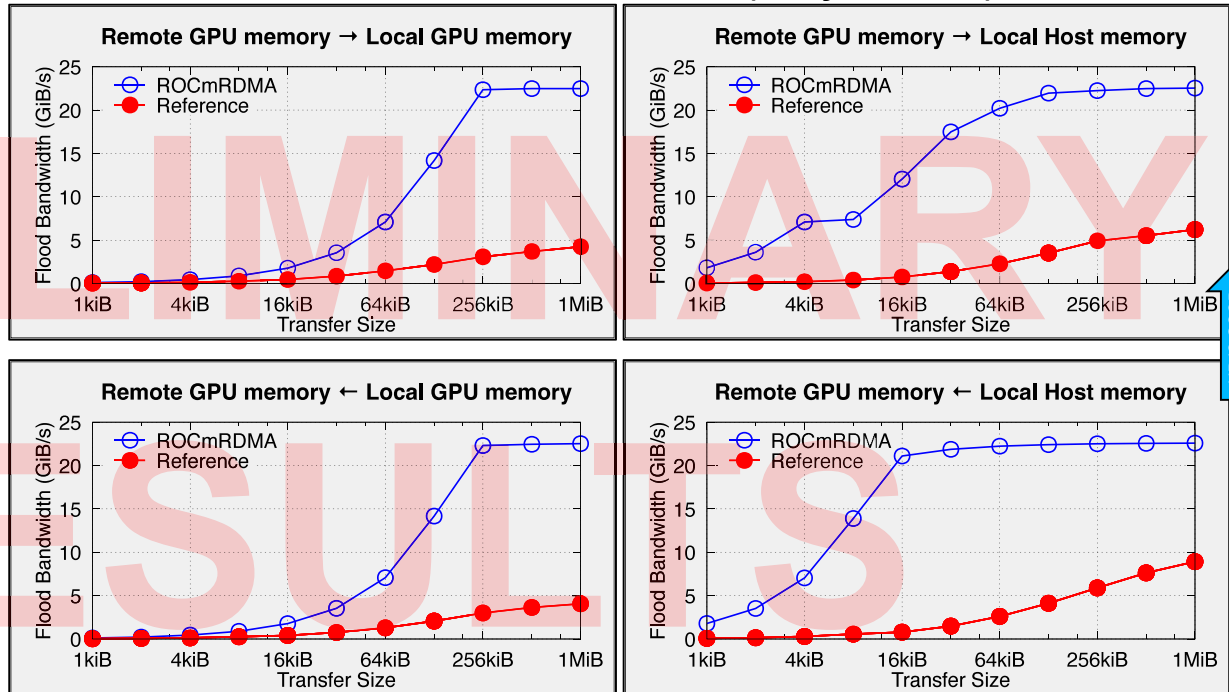 Remote GPU memory → Local GPU memory
25
20
15
10
5
0
Flood Bandwidth (GiB/s)
ROCmRDMA
Reference
1kiB 4kiB 16kiB 64kiB 256kiB 1MiB
Transfer Size
Remote GPU memory → Local Host memory
25
20
15
10
5
0
Flood Bandwidth (GiB/s)
ROCmRDMA
Reference
1kiB 4kiB 16kiB 64kiB 256kiB 1MiB
Transfer Size
LIMINARY
Remote GPU memory ← Local GPU memory
25
20
15
10
5
0
Flood Bandwidth (GiB/s)
ROCmRDMA
Reference
1kiB 4kiB 16kiB 64kiB 256kiB 1MiB
Transfer Size
Remote GPU memory ← Local Host memory
25
20
15
10
5
0
Flood Bandwidth (GiB/s)
ROCmRDMA
Reference
1kiB 4kiB 16kiB 64kiB 256kiB 1MiB
Transfer Size
ESULTS